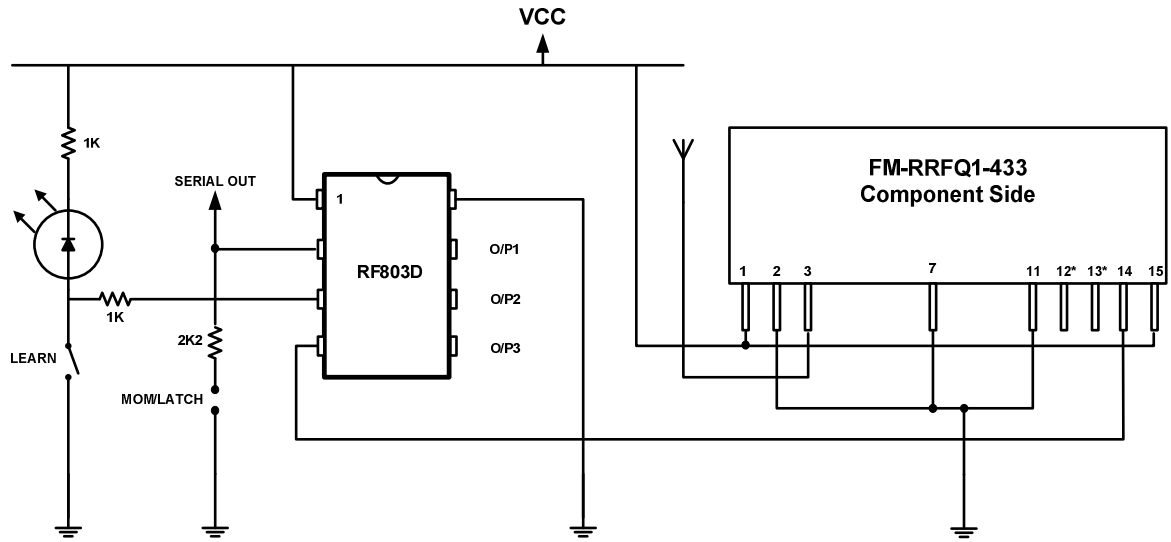 VCC
1K
SERIAL OUT
1
RF803D
O/P1
O/P2
O/P3
1K
2K2
LEARN
MOM/LATCH
FM-RRFQ1-433
Component Side
1 2 3 7 11 12* 13* 14 15